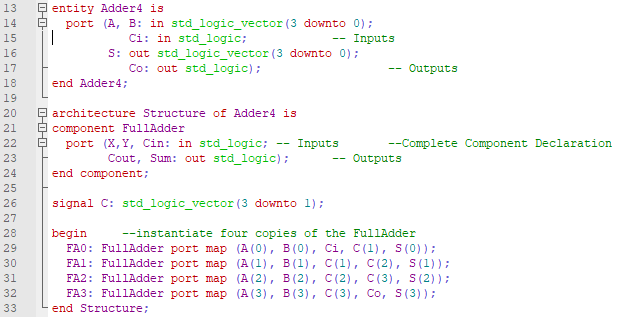 13 entity Adder4 is
14 port (A, B: in std_logic_vector(3 downto 0);
15 Ci: in std_logic; -- Inputs
16 S: out std_logic_vector(3 downto 0);
17 Co: out std_logic); -- Outputs
18 end Adder4;
19
20 architecture Structure of Adder4 is
21 component FullAdder
22 port (X,Y, Cin: in std_logic; -- Inputs --Complete Component Declaration
23 Cout, Sum: out std_logic); -- Outputs
24 end component;
25
26 signal C: std_logic_vector(3 downto 1);
27
28 begin --instantiate four copies of the FullAdder
29 FA0: FullAdder port map (A(0), B(0), Ci, C(1), S(0));
30 FA1: FullAdder port map (A(1), B(1), C(1), C(2), S(1));
31 FA2: FullAdder port map (A(2), B(2), C(2), C(3), S(2));
32 FA3: FullAdder port map (A(3), B(3), C(3), Co, S(3));
33 end Structure;